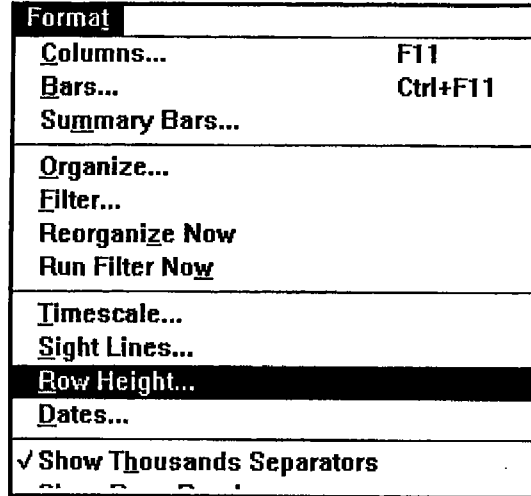 Format
Columns... F11
Bars... Ctrl+F11
Summary Bars...
Organize...
Filter...
Reorganize Now
Run Filter Now
Timescale...
Sight Lines...
Row Height...
Dates...
√ Show Thousands Separators